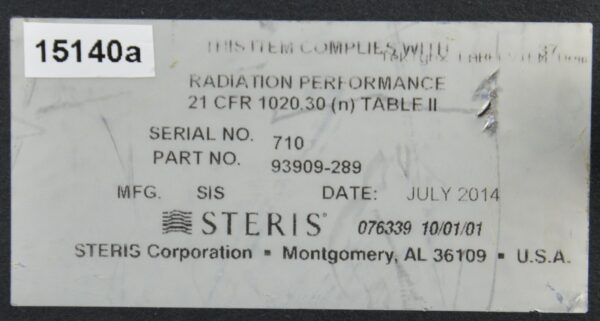 15140a
THIS ITEM COMPLIES WITH
RADIATION PERFORMANCE
21 CFR 1020.30 (n) TABLE II
SERIAL NO. 710
PART NO. 93909-289
MFG. SIS DATE: JULY 2014
STERIS® 076339 10/01/01
STERIS Corporation ▪ Montgomery, AL 36109 ▪ U.S.A.